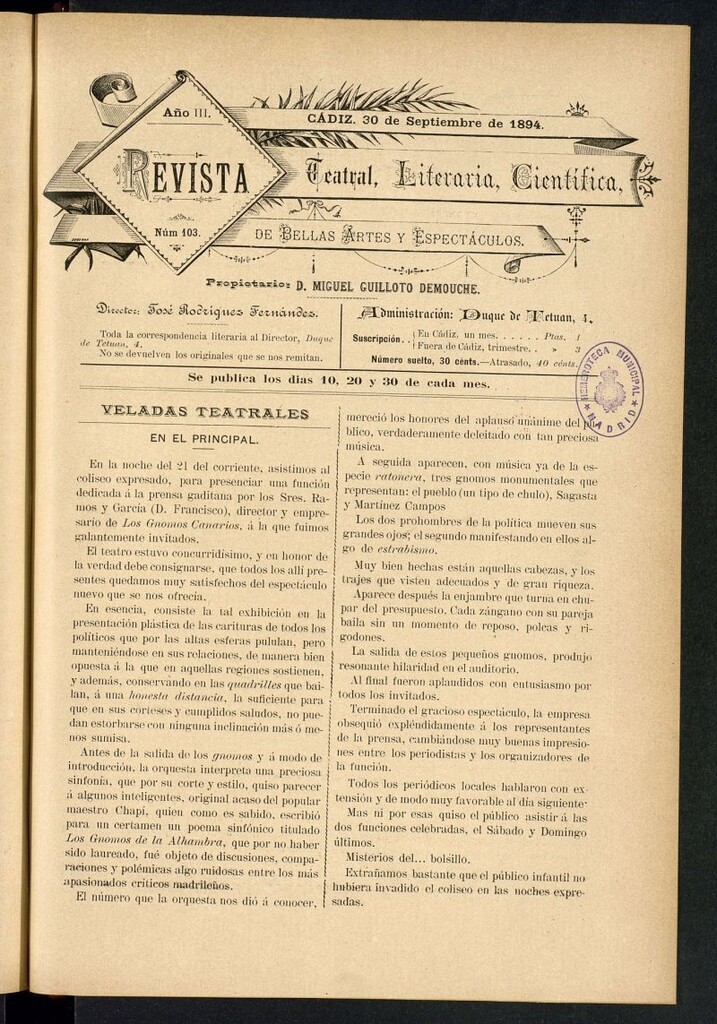 Año III.
CÁDIZ. 30 de Septiembre de 1894.
REVISTA
Teatral, Literaria, Científica,
Núm 103.
DE BELLAS ARTES Y ESPECTÁCULOS.
Propietario: D. MIGUEL GUILLOTO DEMOUCHE.
Director: José Rodríguez Fernández.
Toda la correspondencia literaria al Director, Duque
de Tetuan, 4.
No se devuelven los originales que se nos remitan.
Administración: Duque de Tetuan, 4.
Suscripción. { En Cádiz, un mes. . . . . . Ptas. 1
Fuera de Cádiz, trimestre. . » 3
Número suelto, 30 cénts.—Atrasado, 40 cénts.
Se publica los dias 10, 20 y 30 de cada mes.
HEMEROTECA MUNICIPAL
★ MADRID ★
VELADAS TEATRALES
EN EL PRINCIPAL.
En la noche del 21 del corriente, asistimos al
coliseo expresado, para presenciar una función
dedicada á la prensa gaditana por los Sres. Ra-
mos y García (D. Francisco), director y empre-
sario de Los Gnomos Canarios, á la que fuimos
galantemente invitados.
El teatro estuvo concurridísimo, y en honor de
la verdad debe consignarse, que todos los allí pre-
sentes quedamos muy satisfechos del espectáculo
nuevo que se nos ofrecía.
En esencia, consiste la tal exhibición en la
presentación plástica de las carituras de todos los
políticos que por las altas esferas pululan, pero
manteniéndose en sus relaciones, de manera bien
opuesta á la que en aquellas regiones sostienen,
y además, conservando en las quadrilles que bai-
lan, á una honesta distancia, la suficiente para
que en sus corteses y cumplidos saludos, no pue-
dan estorbarse con ninguna inclinación más ó me-
nos sumisa.
Antes de la salida de los gnomos y á modo de
introducción, la orquesta interpreta una preciosa
sinfonía, que por su corte y estilo, quiso parecer
á algunos inteligentes, original acaso del popular
maestro Chapí, quien como es sabido, escribió
para un certamen un poema sinfónico titulado
Los Gnomos de la Alhambra, que por no haber
sido laureado, fué objeto de discusiones, compa-
raciones y polémicas algo ruidosas entre los más
apasionados críticos madrileños.
El número que la orquesta nos dió á conocer,
mereció los honores del aplauso unánime del pú-
blico, verdaderamente deleitado con tan preciosa
música.
A seguida aparecen, con música ya de la es-
pecie ratonera, tres gnomos monumentales que
representan: el pueblo (un tipo de chulo), Sagasta
y Martínez Campos
Los dos prohombres de la política mueven sus
grandes ojos; el segundo manifestando en ellos al-
go de estrabismo.
Muy bien hechas están aquellas cabezas, y los
trajes que visten adecuados y de gran riqueza.
Aparece después la enjambre que turna en chu-
par del presupuesto. Cada zángano con su pareja
baila sin un momento de reposo, polcas y ri-
godones.
La salida de estos pequeños gnomos, produjo
resonante hilaridad en el auditorio.
Al final fueron aplaudidos con entusiasmo por
todos los invitados.
Terminado el gracioso espectáculo, la empresa
obsequió expléndidamente á los representantes
de la prensa, cambiándose muy buenas impresio-
nes entre los periodistas y los organizadores de
la función.
Todos los periódicos locales hablaron con ex-
tensión y de modo muy favorable al día siguiente.
Mas ni por esas quiso el público asistir á las
dos funciones celebradas, el Sábado y Domingo
últimos.
Misterios del... bolsillo.
Extrañamos bastante que el público infantil no
hubiera invadido el coliseo en las noches expre-
sadas.